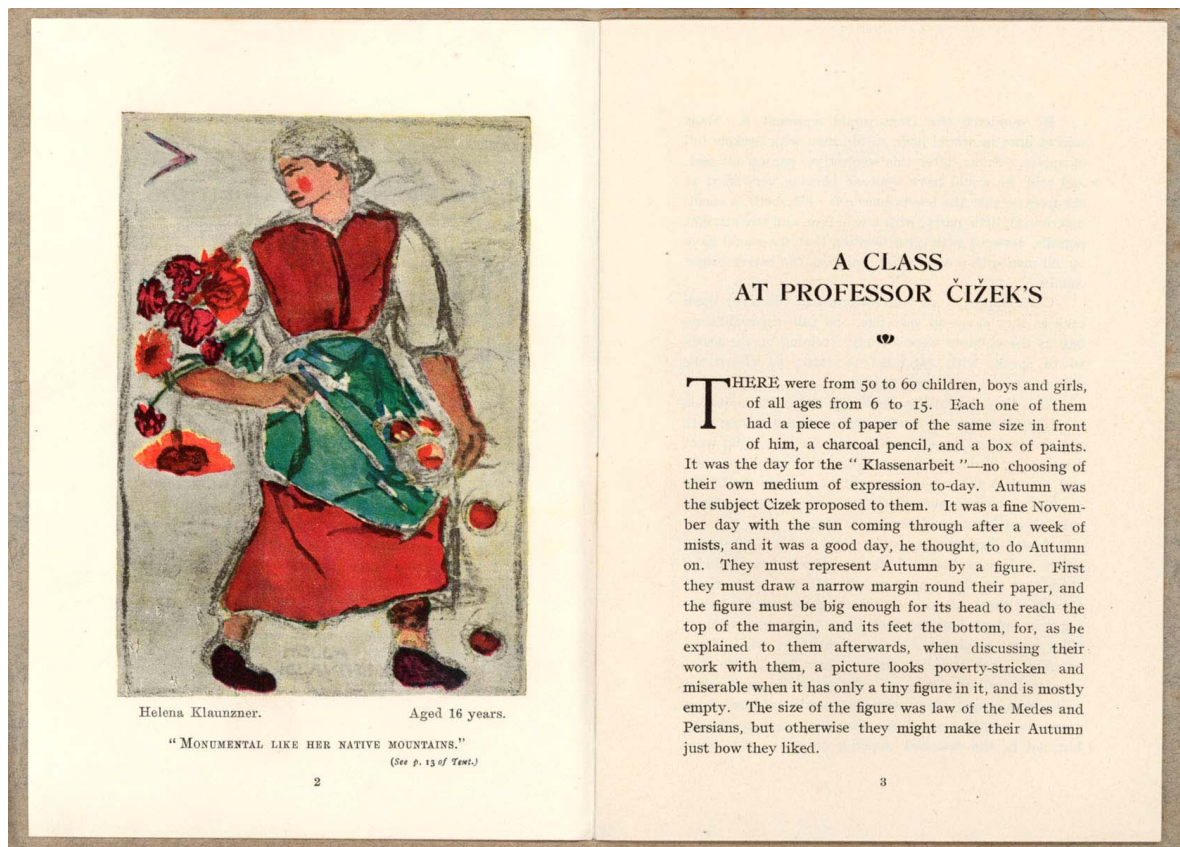 Helena Klaunzner. Aged 16 years.
“ Monumental like her native mountains.”
(See p. 13 of Text.)
2
A CLASS
AT PROFESSOR ČIŽEK’S
THERE were from 50 to 60 children, boys and girls,
of all ages from 6 to 15. Each one of them
had a piece of paper of the same size in front
of him, a charcoal pencil, and a box of paints.
It was the day for the “ Klassenarbeit ”—no choosing of
their own medium of expression to-day. Autumn was
the subject Cizek proposed to them. It was a fine Novem-
ber day with the sun coming through after a week of
mists, and it was a good day, he thought, to do Autumn
on. They must represent Autumn by a figure. First
they must draw a narrow margin round their paper, and
the figure must be big enough for its head to reach the
top of the margin, and its feet the bottom, for, as he
explained to them afterwards, when discussing their
work with them, a picture looks poverty-stricken and
miserable when it has only a tiny figure in it, and is mostly
empty. The size of the figure was law of the Medes and
Persians, but otherwise they might make their Autumn
just how they liked.
3